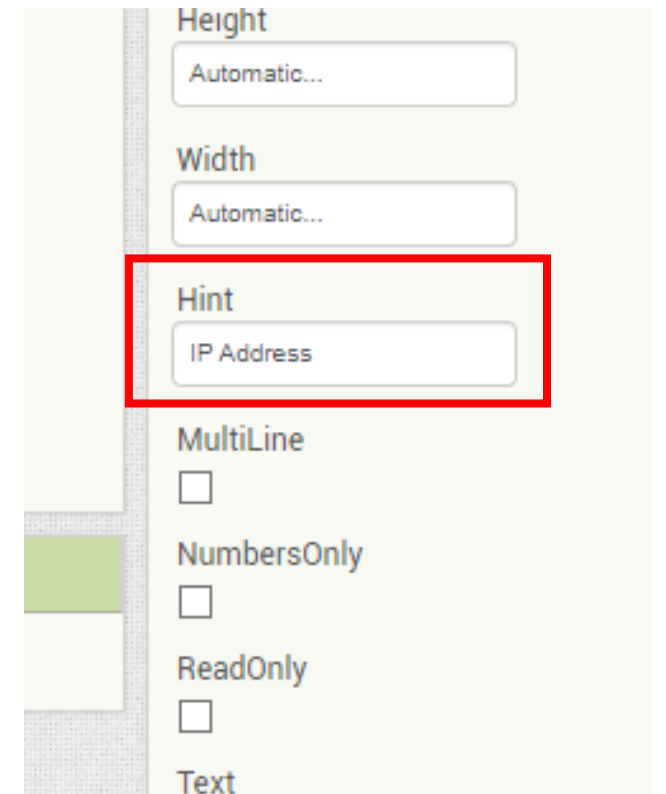 Height
Automatic...
Width
Automatic...
Hint
IP Address
MultiLine
NumbersOnly
ReadOnly
Text